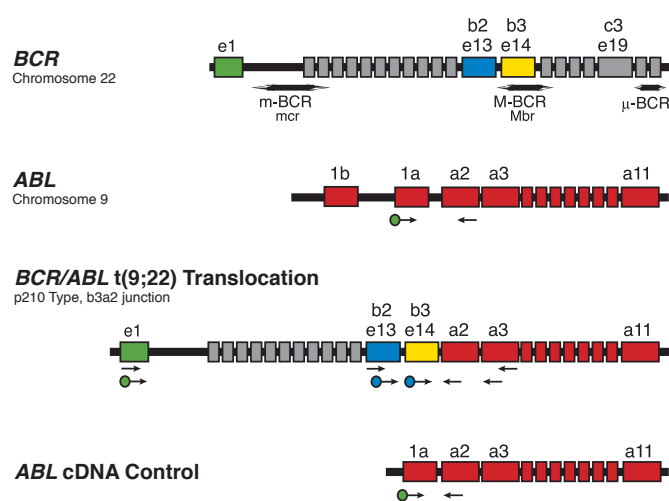 b2 b3 c3
e1 e13 e14 e19
BCR
Chromosome 22
m-BCR M-BCR μ-BCR
mcr Mbr
1b 1a a2 a3 a11
ABL
Chromosome 9
BCR/ABL t(9;22) Translocation
p210 Type, b3a2 junction
b2 b3
e1 e13 e14 a2 a3 a11
1a a2 a3 a11
ABL cDNA Control